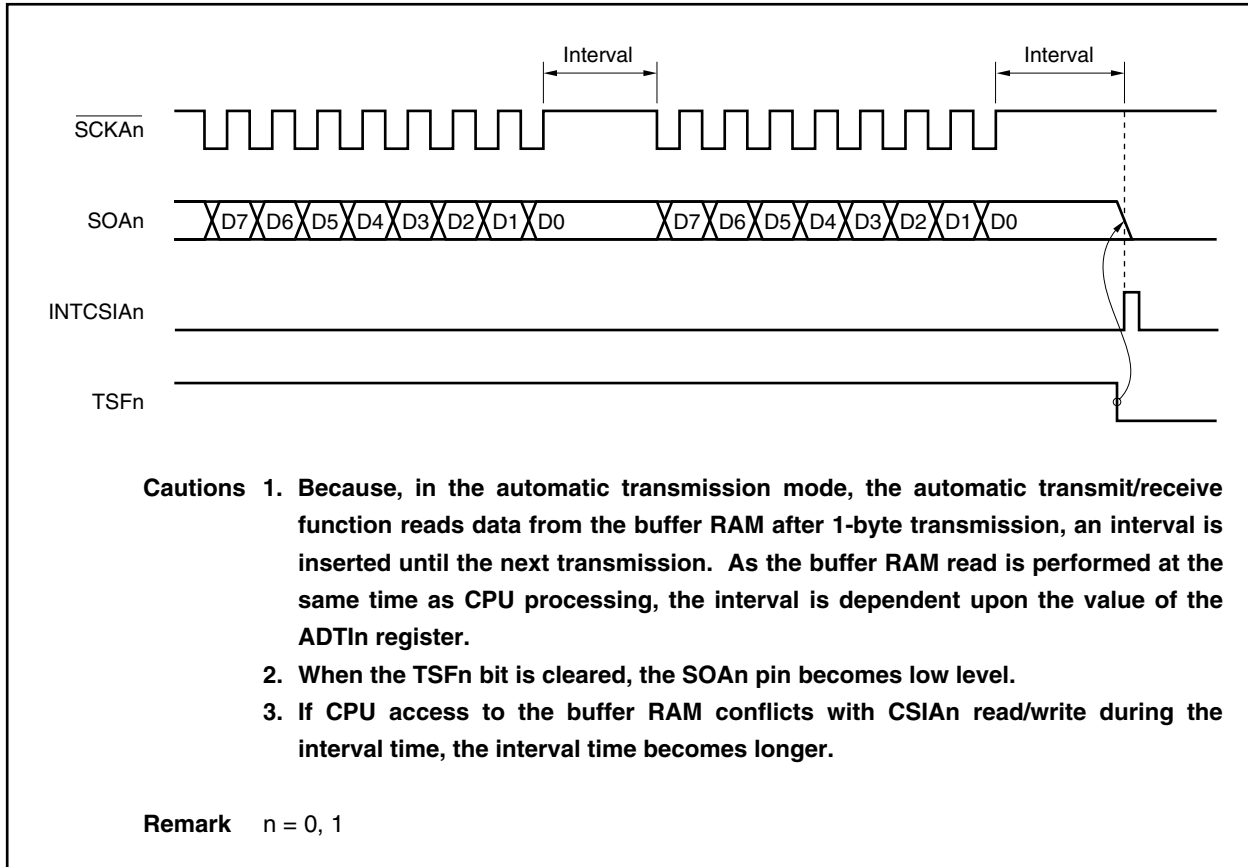 Interval Interval
SCKAn
SOAn D7 D6 D5 D4 D3 D2 D1 D0 D7 D6 D5 D4 D3 D2 D1 D0
INTCSIAn
TSFn
Cautions 1. Because, in the automatic transmission mode, the automatic transmit/receive
function reads data from the buffer RAM after 1-byte transmission, an interval is
inserted until the next transmission. As the buffer RAM read is performed at the
same time as CPU processing, the interval is dependent upon the value of the
ADTIn register.
2. When the TSFn bit is cleared, the SOAn pin becomes low level.
3. If CPU access to the buffer RAM conflicts with CSIAn read/write during the
interval time, the interval time becomes longer.
Remark n = 0, 1